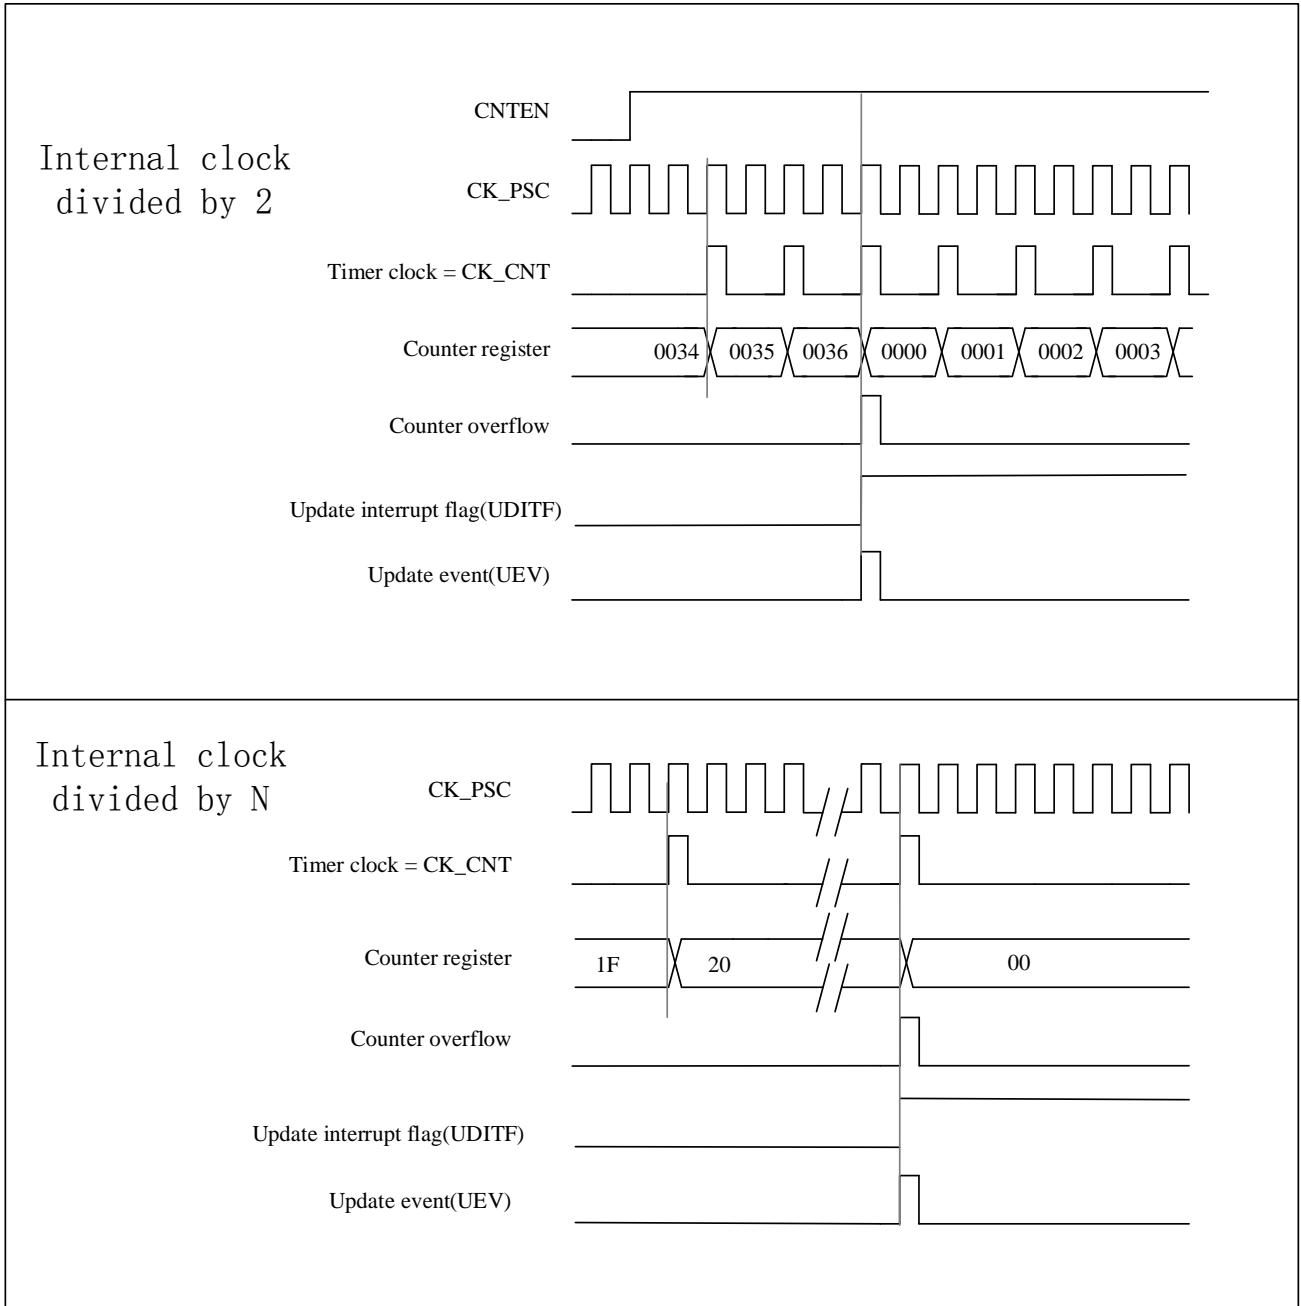 CNTEN
Internal clock
divided by 2
CK_PSC
Timer clock = CK_CNT
Counter register
0034 0035 0036 0000 0001 0002 0003
Counter overflow
Update interrupt flag(UDITF)
Update event(UEV)
Internal clock
divided by N
CK_PSC
Timer clock = CK_CNT
Counter register
1F 20 00
Counter overflow
Update interrupt flag(UDITF)
Update event(UEV)